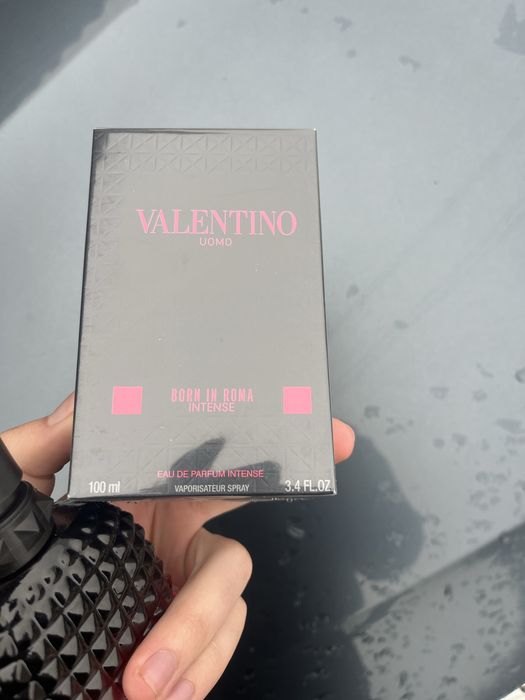 VALENTINO
UOMO
BORN IN ROMA
INTENSE
EAU DE PARFUM INTENSE
100 ml VAPORISATEUR SPRAY 3.4 FL.OZ